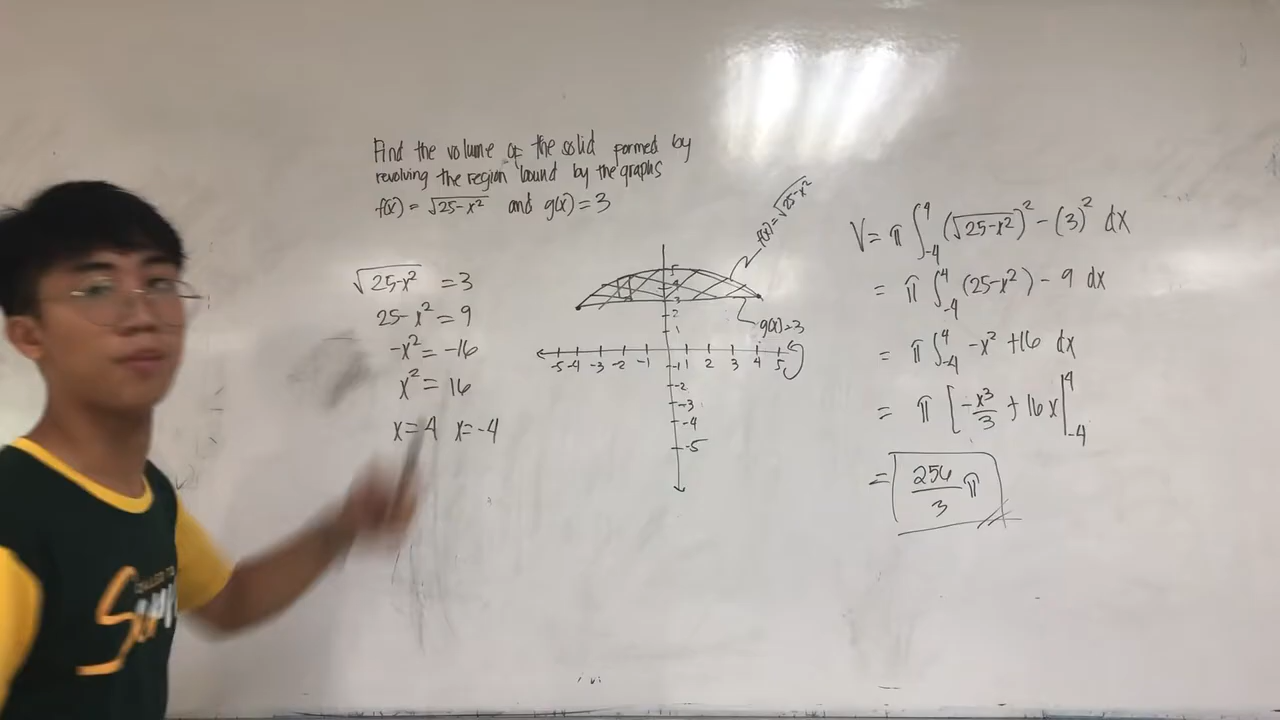 Find the volume of the solid formed by
revolving the region bound by the graphs
f(x) = √25-x² and g(x) = 3
√25-x² = 3
25-x² = 9
-x² = -16
x² = 16
x = 4 x = -4
f(x) = √25-x²
g(x) = 3
5
4
3
2
1
-5 -4 -3 -2 -1 1 2 3 4 5
-1
-2
-3
-4
-5
V = π ∫₋₄⁴ (√25-x²)² - (3)² dx
= π ∫₋₄⁴ (25-x²) - 9 dx
= π ∫₋₄⁴ -x² + 16 dx
= π [-x³/3 + 16x |₋₄⁴
= 256/3 π